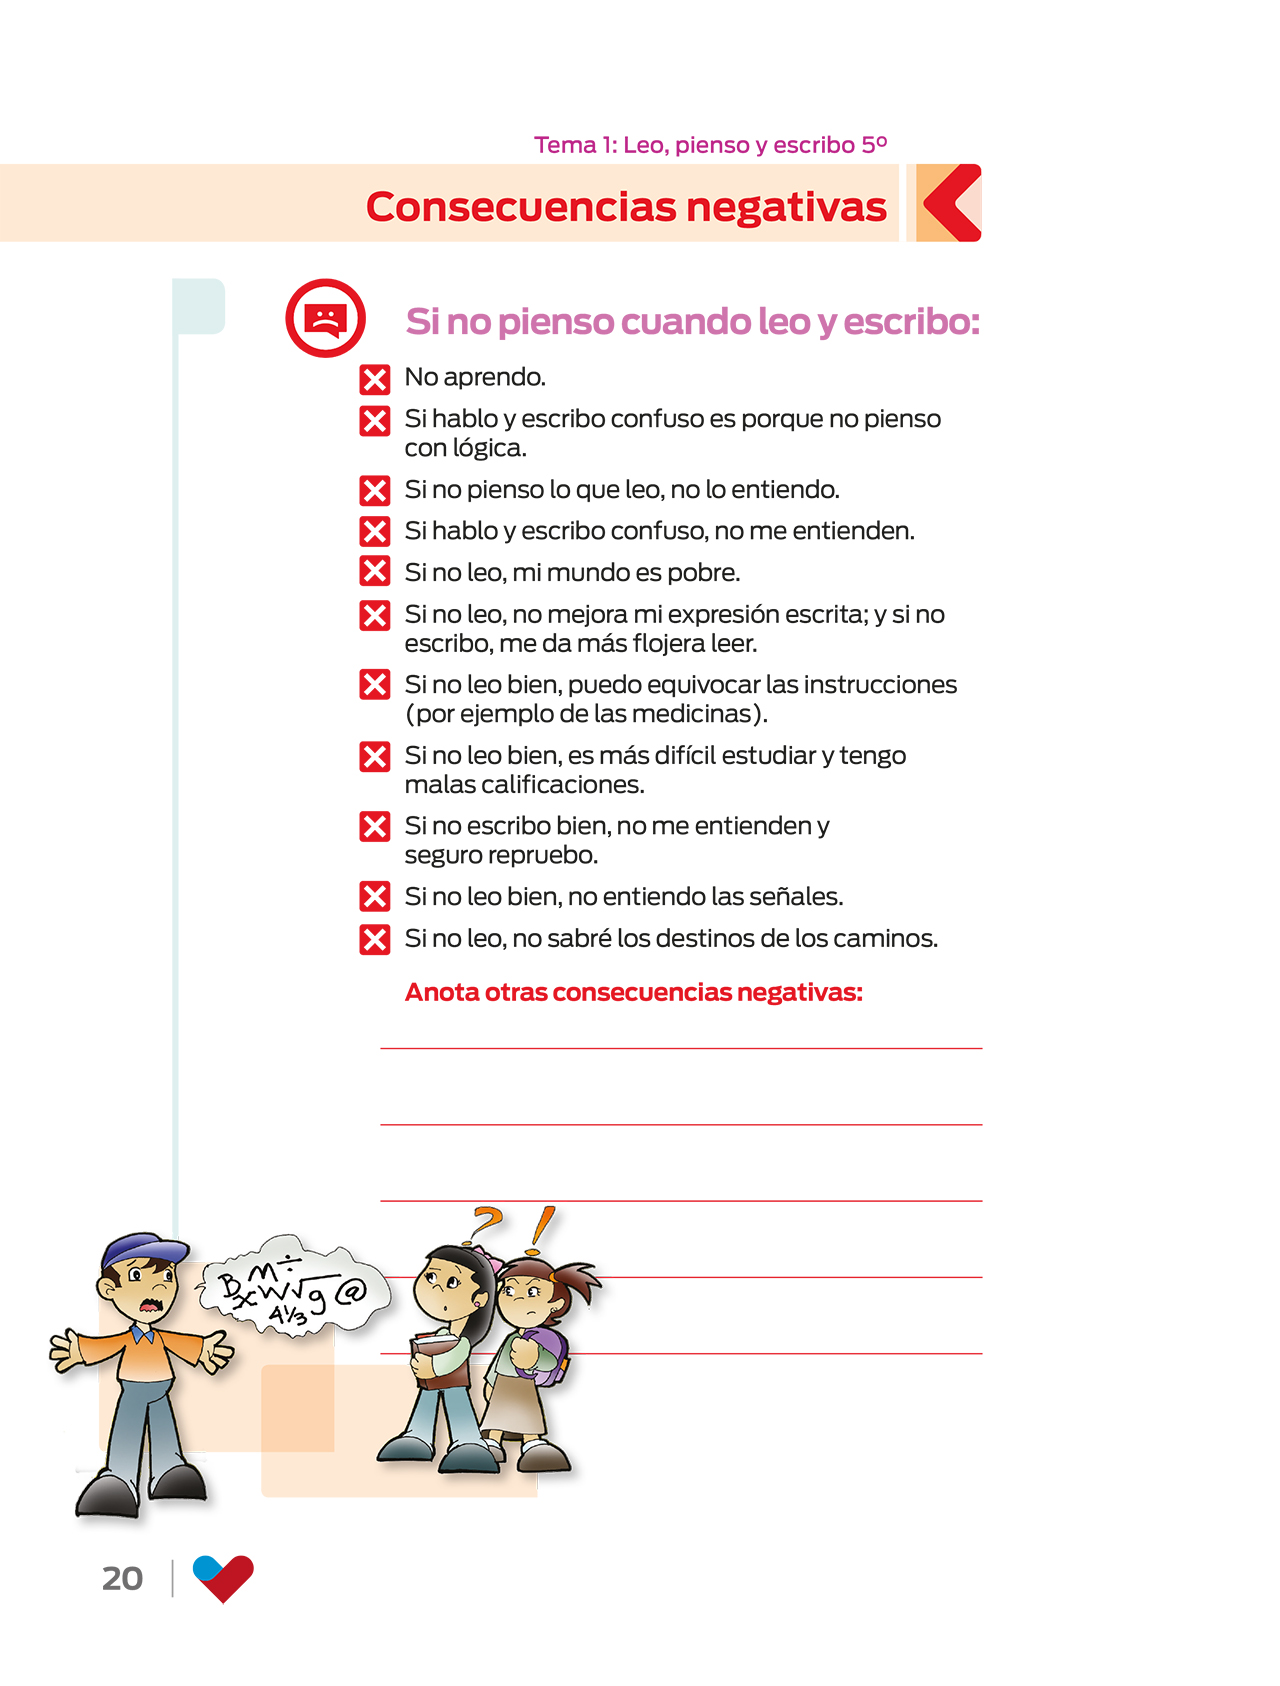 Tema 1: Leo, pienso y escribo 5º
Consecuencias negativas
Si no pienso cuando leo y escribo:
No aprendo.
Si hablo y escribo confuso es porque no pienso
con lógica.
Si no pienso lo que leo, no lo entiendo.
Si hablo y escribo confuso, no me entienden.
Si no leo, mi mundo es pobre.
Si no leo, no mejora mi expresión escrita; y si no
escribo, me da más flojera leer.
Si no leo bien, puedo equivocar las instrucciones
(por ejemplo de las medicinas).
Si no leo bien, es más difícil estudiar y tengo
malas calificaciones.
Si no escribo bien, no me entienden y
seguro repruebo.
Si no leo bien, no entiendo las señales.
Si no leo, no sabré los destinos de los caminos.
Anota otras consecuencias negativas:
? !
B M ÷
x W √ g @
4 1/3
20